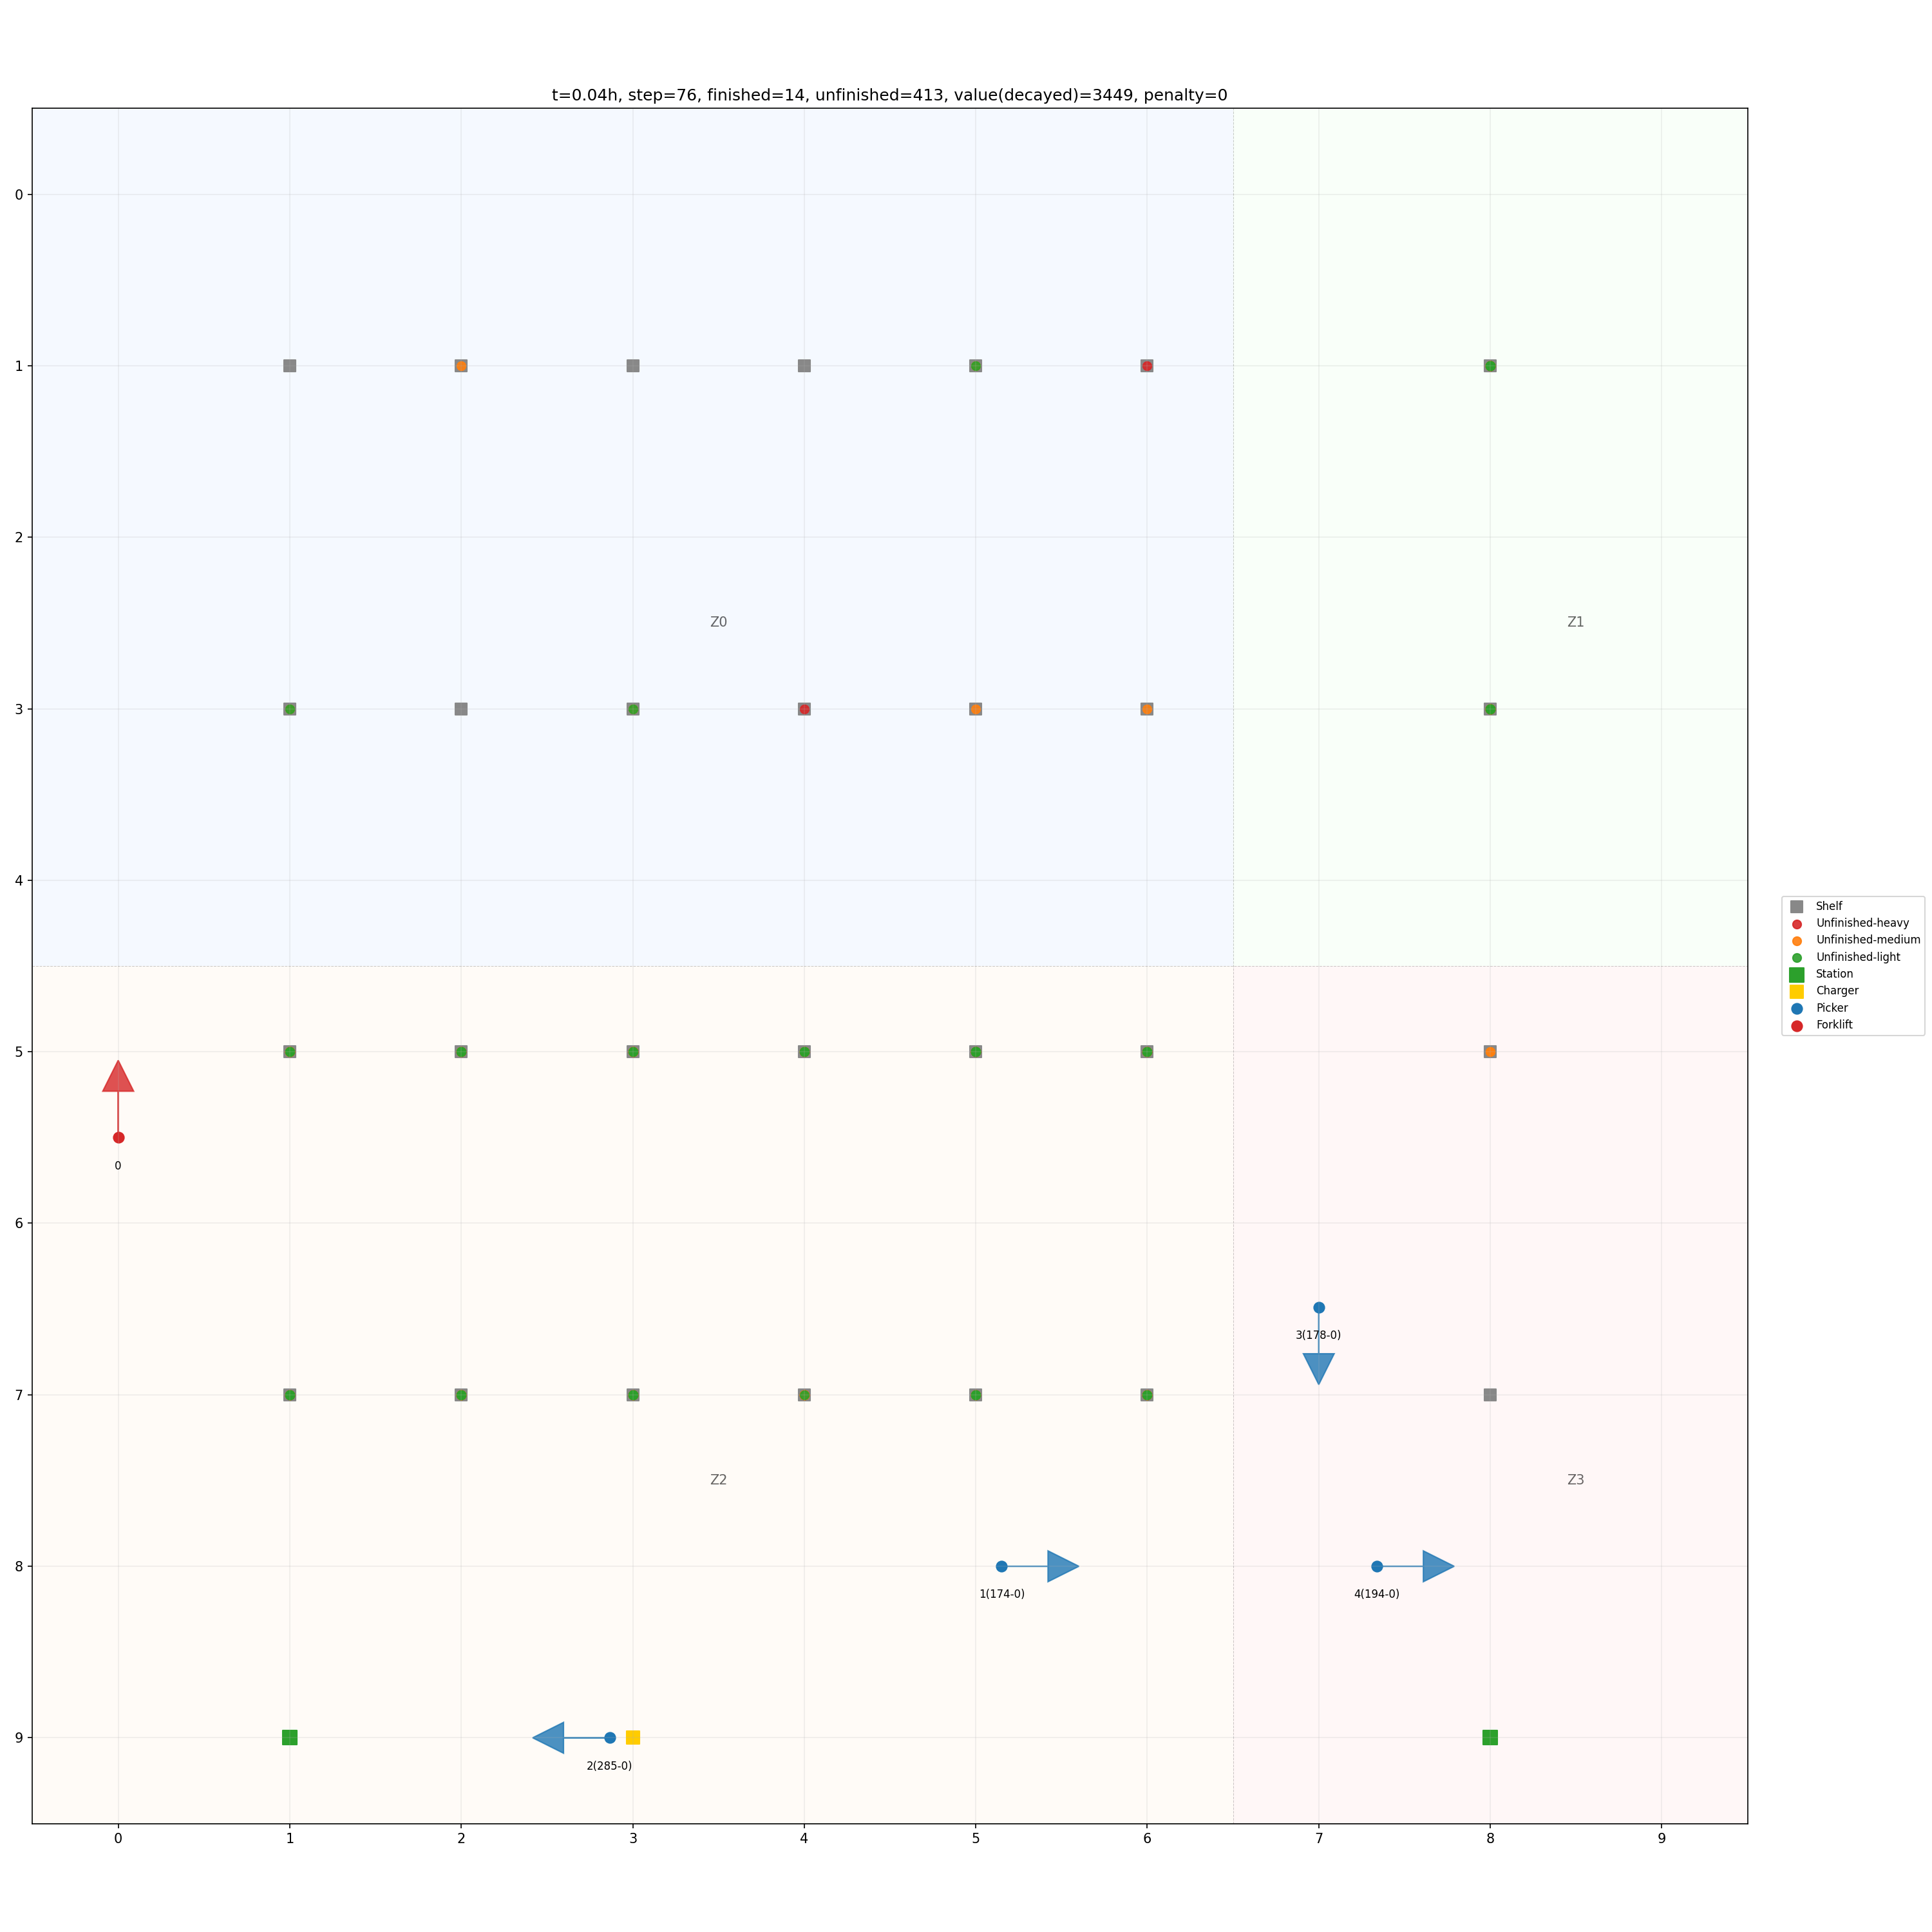 t=0.04h, step=76, finished=14, unfinished=413, value(decayed)=3449, penalty=0
0
1
2
Z0
Z1
3
4
Shelf
Unfinished-heavy
Unfinished-medium
Unfinished-light
Station
Charger
Picker
Forklift
5
0
6
3(178-0)
7
Z2
Z3
8
1(174-0)
4(194-0)
9
2(285-0)
0
1
2
3
4
5
6
7
8
9